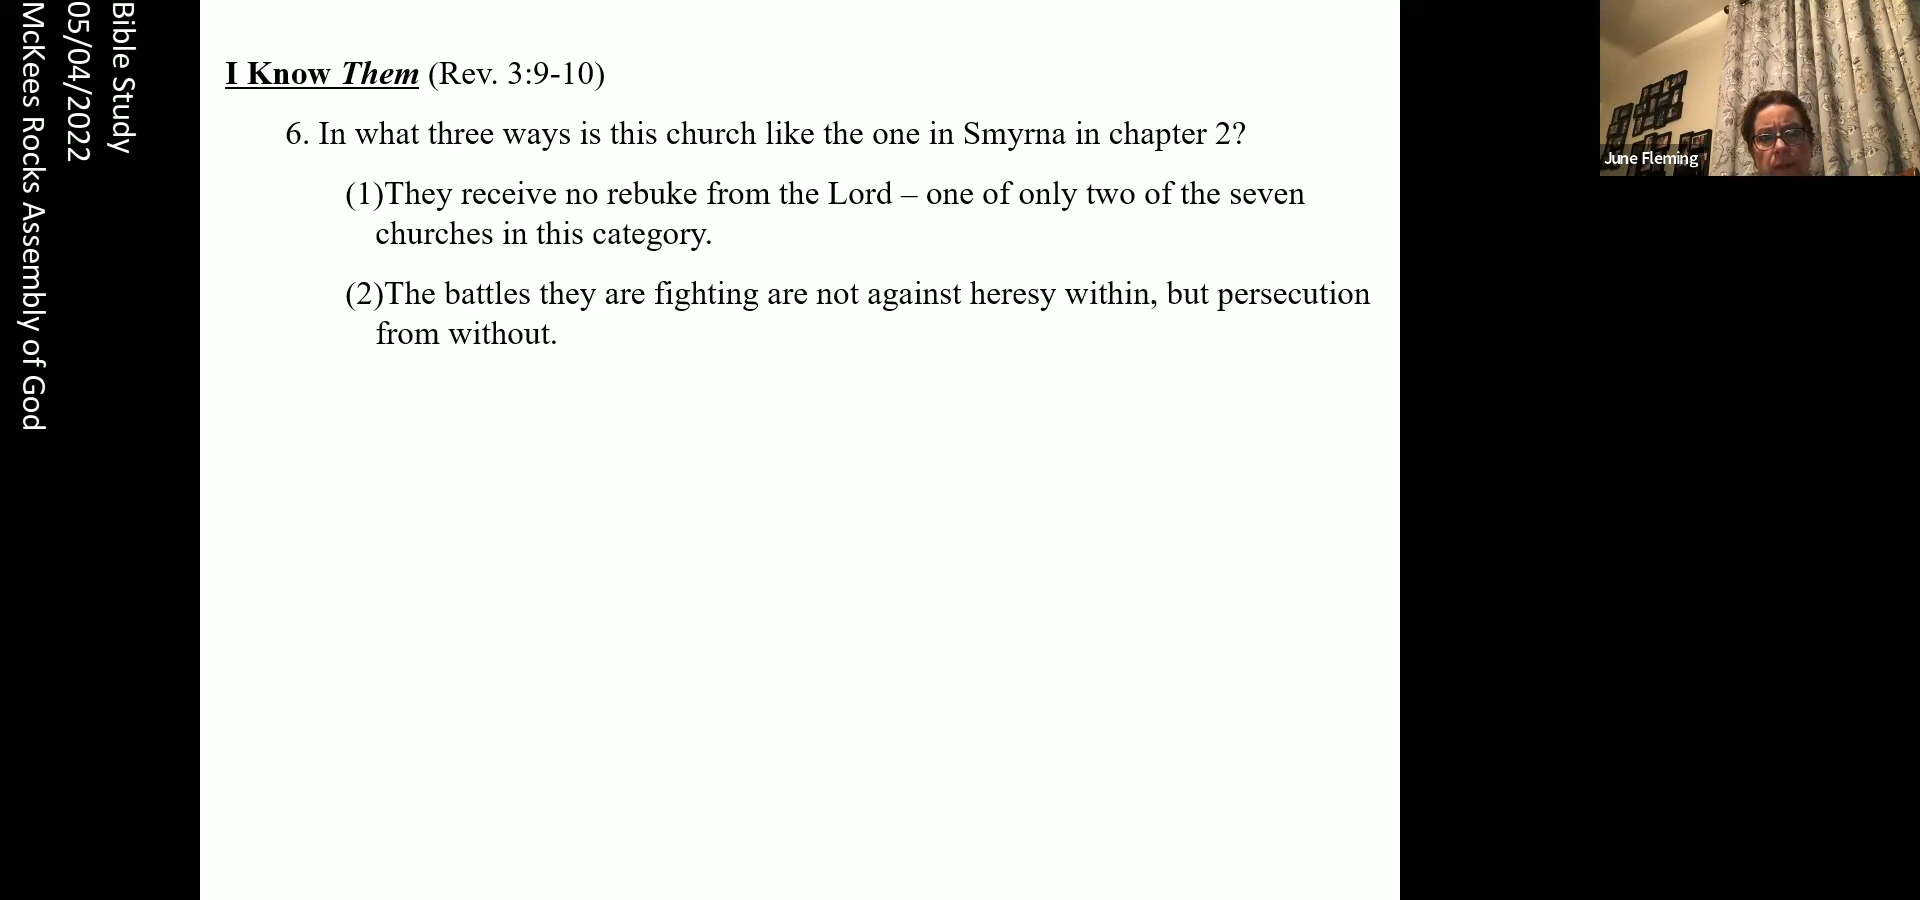 Bible Study
05/04/2022
McKees Rocks Assembly of God
I Know Them (Rev. 3:9-10)
6. In what three ways is this church like the one in Smyrna in chapter 2?
(1)They receive no rebuke from the Lord – one of only two of the seven
churches in this category.
(2)The battles they are fighting are not against heresy within, but persecution
from without.
June Fleming